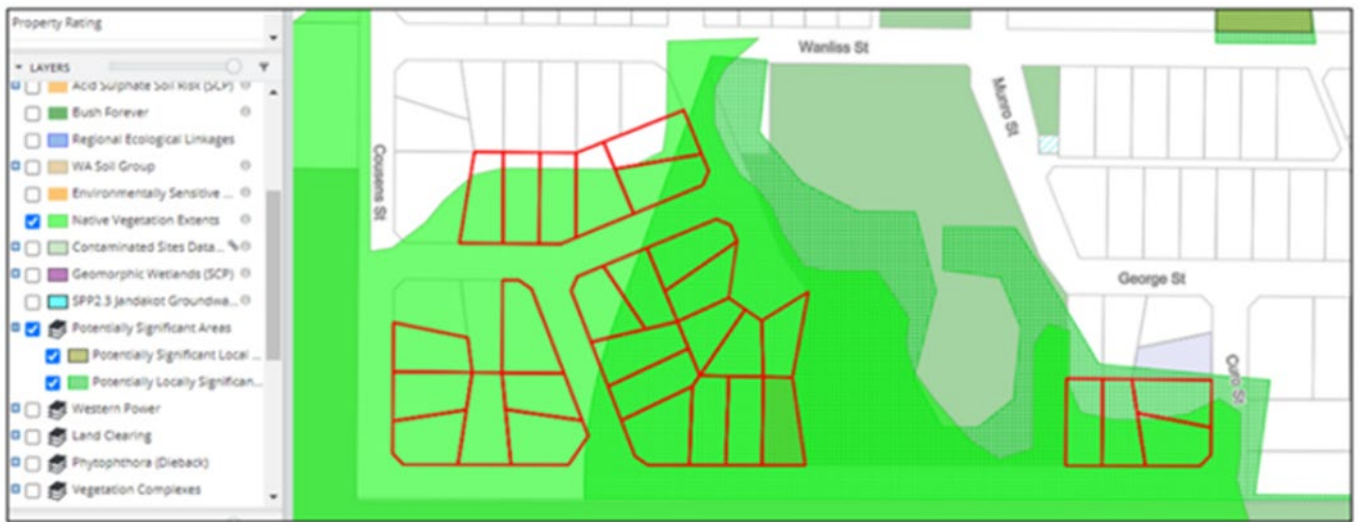 Property Rating
LAYERS
Acid Sulphate Soil Risk (SCP)
Bush Forever
Regional Ecological Linkages
WA Soil Group
Environmentally Sensitive ...
Native Vegetation Extents
Contaminated Sites Data...
Geomorphic Wetlands (SCP)
SPP2.3 Jandakot Groundwa...
Potentially Significant Areas
Potentially Significant Local ...
Potentially Locally Significan...
Western Power
Land Clearing
Phytophthora (Dieback)
Vegetation Complexes
Wanliss St
Munro St
Cousens St
George St
Curo St